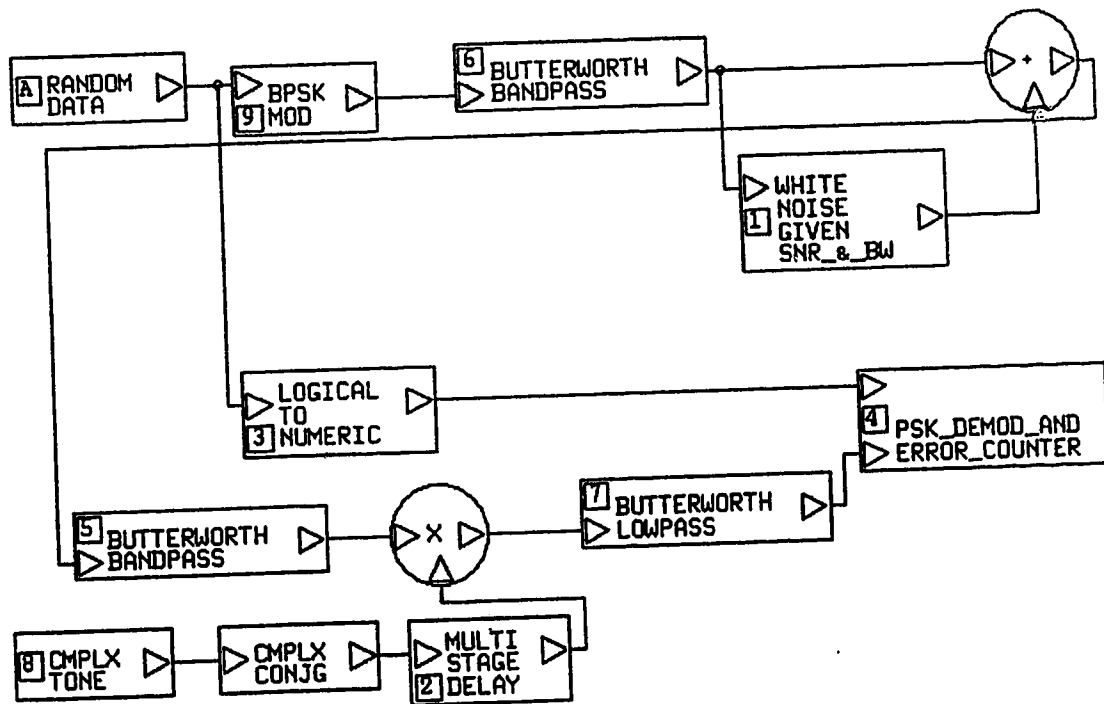 A RANDOM
DATA
BPSK
9 MOD
6 BUTTERWORTH
BANDPASS
+
WHITE
1 NOISE
GIVEN
SNR_&_BW
LOGICAL
TO
3 NUMERIC
4 PSK_DEMOD_AND
ERROR_COUNTER
5 BUTTERWORTH
BANDPASS
X
7 BUTTERWORTH
LOWPASS
8 CMPLX
TONE
CMPLX
CONJG
MULTI
STAGE
2 DELAY